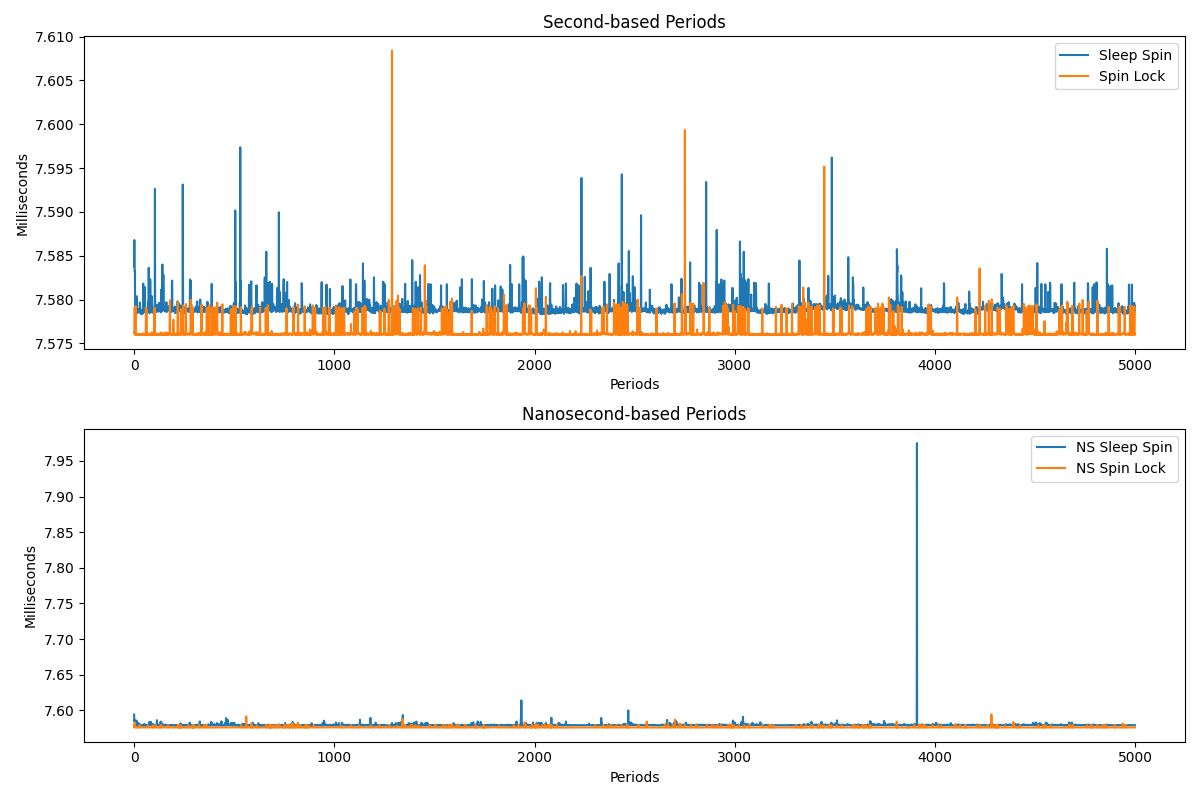 Second-based Periods
7.610
7.605
7.600
7.595
7.590
7.585
7.580
7.575
Milliseconds
Sleep Spin
Spin Lock
0 1000 2000 3000 4000 5000
Periods
Nanosecond-based Periods
7.95
7.90
7.85
7.80
7.75
7.70
7.65
7.60
Milliseconds
NS Sleep Spin
NS Spin Lock
0 1000 2000 3000 4000 5000
Periods